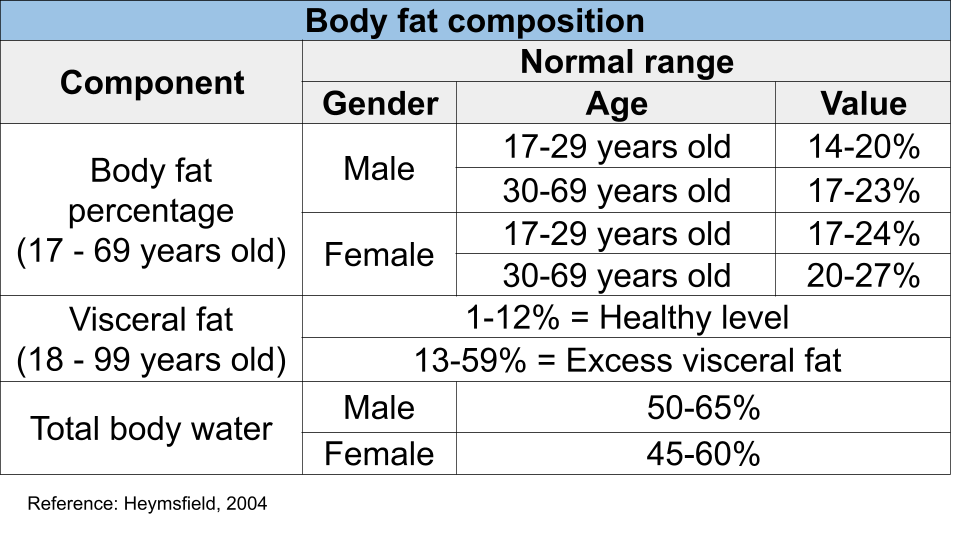 Body fat composition
Component
Normal range
Gender
Age
Value
Body fat
percentage
(17 - 69 years old)
Male
17-29 years old
14-20%
30-69 years old
17-23%
Female
17-29 years old
17-24%
30-69 years old
20-27%
Visceral fat
(18 - 99 years old)
1-12% = Healthy level
13-59% = Excess visceral fat
Total body water
Male
50-65%
Female
45-60%
Reference: Heymsfield, 2004